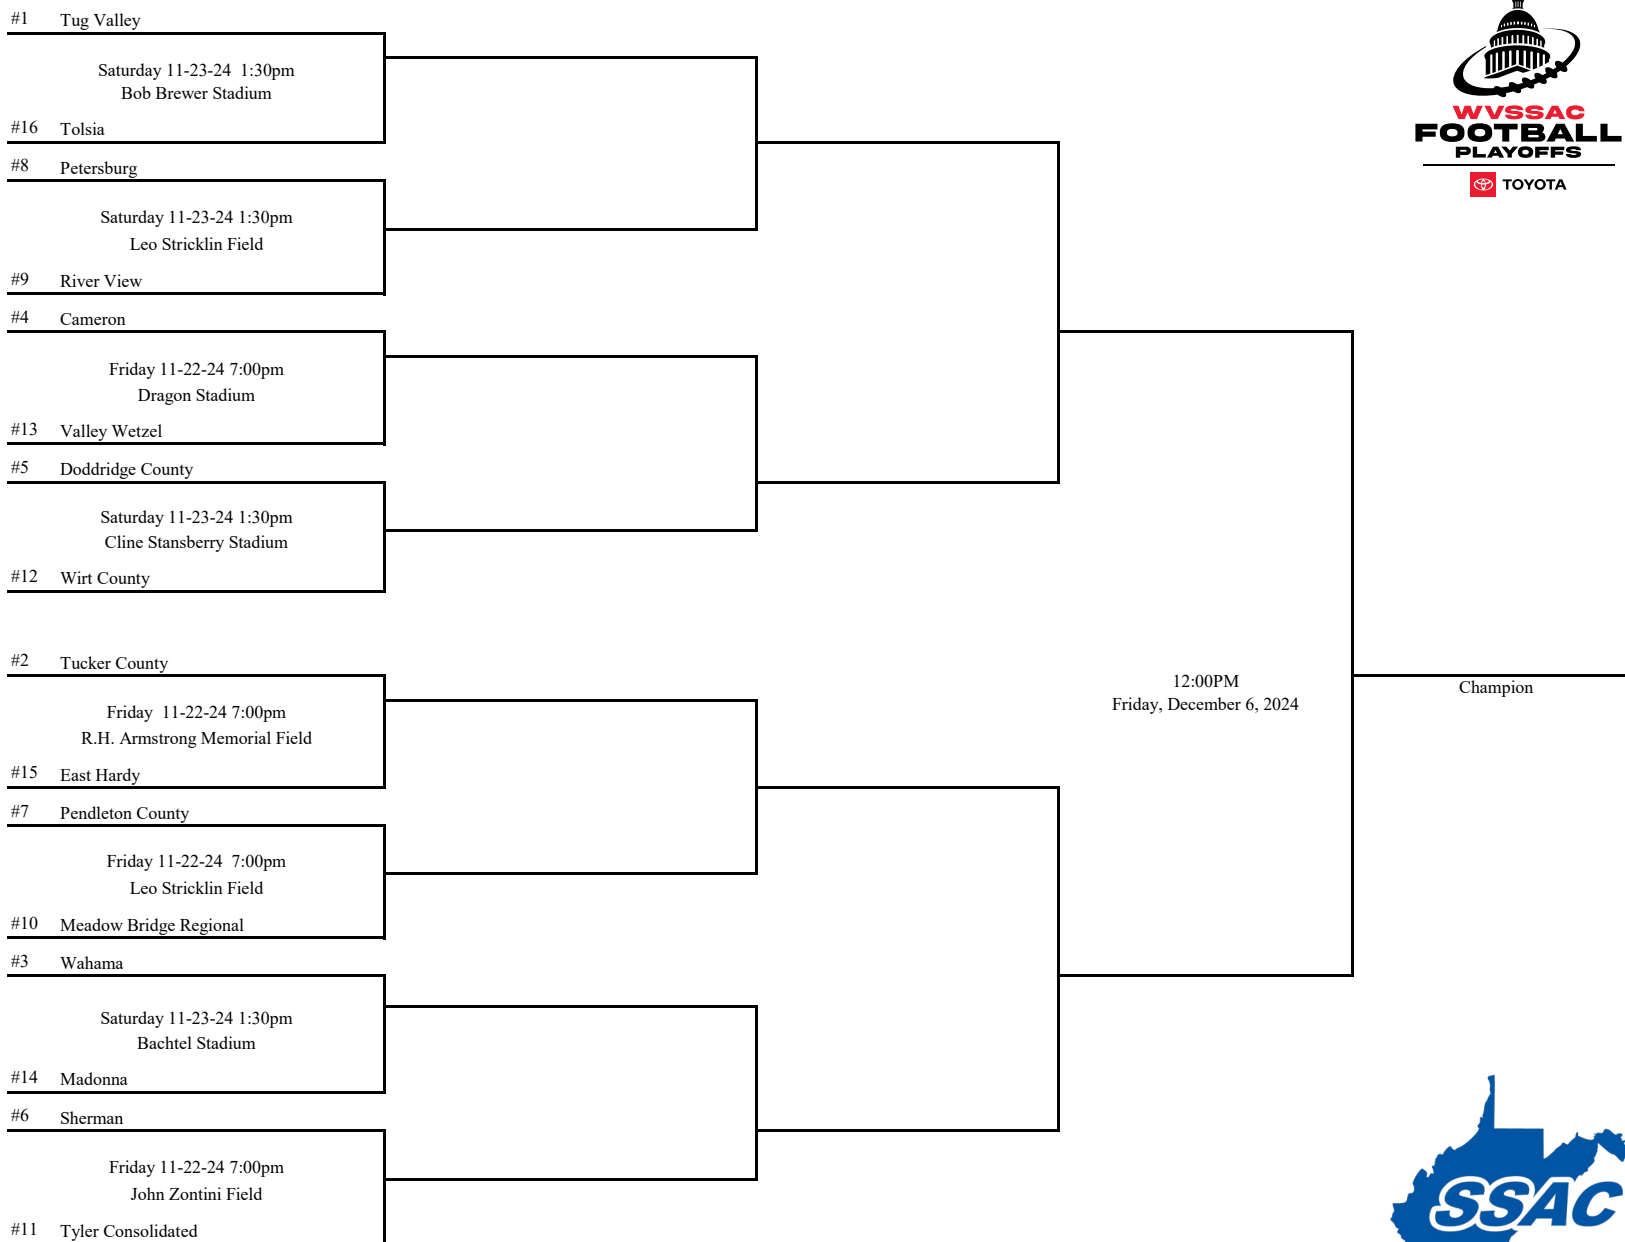 #1 Tug Valley
Saturday 11-23-24 1:30pm
Bob Brewer Stadium
#16 Tolsia
#8 Petersburg
Saturday 11-23-24 1:30pm
Leo Stricklin Field
#9 River View
#4 Cameron
Friday 11-22-24 7:00pm
Dragon Stadium
#13 Valley Wetzel
#5 Doddridge County
Saturday 11-23-24 1:30pm
Cline Stansberry Stadium
#12 Wirt County
#2 Tucker County
Friday 11-22-24 7:00pm
R.H. Armstrong Memorial Field
#15 East Hardy
#7 Pendleton County
Friday 11-22-24 7:00pm
Leo Stricklin Field
#10 Meadow Bridge Regional
#3 Wahama
Saturday 11-23-24 1:30pm
Bachtel Stadium
#14 Madonna
#6 Sherman
Friday 11-22-24 7:00pm
John Zontini Field
#11 Tyler Consolidated
12:00PM
Friday, December 6, 2024
Champion
WVSSAC
FOOTBALL
PLAYOFFS
TOYOTA
SSAC